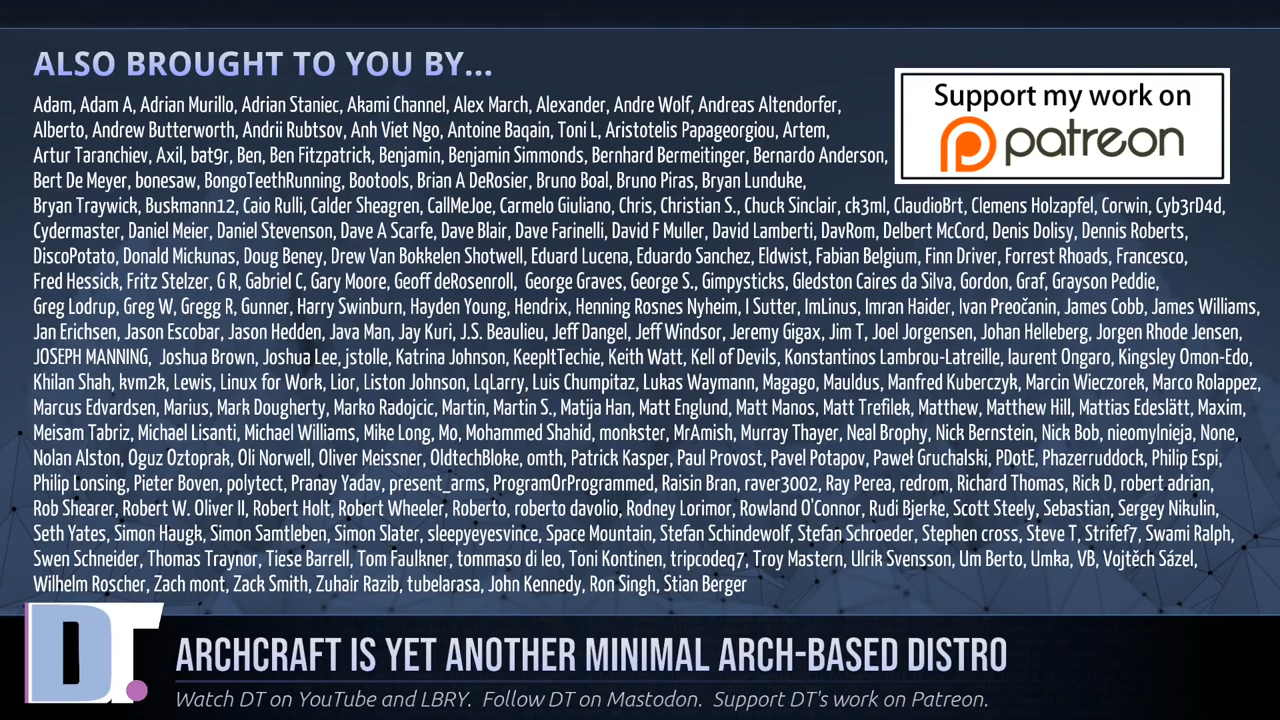 ALSO BROUGHT TO YOU BY...
Support my work on
patreon
Adam, Adam A, Adrian Murillo, Adrian Staniec, Akami Channel, Alex March, Alexander, Andre Wolf, Andreas Altendorfer,
Alberto, Andrew Butterworth, Andrii Rubtsov, Anh Viet Ngo, Antoine Baqain, Toni L, Aristotelis Papageorgiou, Artem,
Artur Taranchiev, Axil, bat9r, Ben, Ben Fitzpatrick, Benjamin, Benjamin Simmonds, Bernhard Bermeitinger, Bernardo Anderson,
Bert De Meyer, bonesaw, BongoTeethRunning, Bootools, Brian A DeRosier, Bruno Boal, Bruno Piras, Bryan Lunduke,
Bryan Traywick, Buskmann12, Caio Rulli, Calder Sheagren, CallMeJoe, Carmelo Giuliano, Chris, Christian S., Chuck Sinclair, ck3ml, ClaudioBrt, Clemens Holzapfel, Corwin, Cyb3rD4d,
Cydermaster, Daniel Meier, Daniel Stevenson, Dave A Scarfe, Dave Blair, Dave Farinelli, David F Muller, David Lamberti, DavRom, Delbert McCord, Denis Dolisy, Dennis Roberts,
DiscoPotato, Donald Mickunas, Doug Beney, Drew Van Bokkelen Shotwell, Eduard Lucena, Eduardo Sanchez, Eldwist, Fabian Belgium, Finn Driver, Forrest Rhoads, Francesco,
Fred Hessick, Fritz Stelzer, G R, Gabriel C, Gary Moore, Geoff deRosenroll, George Graves, George S., Gimpysticks, Gledston Caires da Silva, Gordon, Graf, Grayson Peddie,
Greg Lodrup, Greg W, Gregg R, Gunner, Harry Swinburn, Hayden Young, Hendrix, Henning Rosnes Nyheim, I Sutter, ImLinus, Imran Haider, Ivan Preočanin, James Cobb, James Williams,
Jan Erichsen, Jason Escobar, Jason Hedden, Java Man, Jay Kuri, J.S. Beaulieu, Jeff Dangel, Jeff Windsor, Jeremy Gigax, Jim T, Joel Jorgensen, Johan Helleberg, Jorgen Rhode Jensen,
JOSEPH MANNING, Joshua Brown, Joshua Lee, jstolle, Katrina Johnson, KeepItTechie, Keith Watt, Kell of Devils, Konstantinos Lambrou-Latreille, laurent Ongaro, Kingsley Omon-Edo,
Khilan Shah, kvm2k, Lewis, Linux for Work, Lior, Liston Johnson, LqLarry, Luis Chumpitaz, Lukas Waymann, Magago, Mauldus, Manfred Kuberczyk, Marcin Wieczorek, Marco Rolappez,
Marcus Edvardsen, Marius, Mark Dougherty, Marko Radojcic, Martin, Martin S., Matija Han, Matt Englund, Matt Manos, Matt Trefilek, Matthew, Matthew Hill, Mattias Edeslätt, Maxim,
Meisam Tabriz, Michael Lisanti, Michael Williams, Mike Long, Mo, Mohammed Shahid, monkster, MrAmish, Murray Thayer, Neal Brophy, Nick Bernstein, Nick Bob, nieomylnieja, None,
Nolan Alston, Oguz Oztoprak, Oli Norwell, Oliver Meissner, OldtechBloke, omth, Patrick Kasper, Paul Provost, Pavel Potapov, Paweł Gruchalski, PDotE, Phazerruddock, Philip Espi,
Philip Lonsing, Pieter Boven, polytect, Pranay Yadav, present_arms, ProgramOrProgrammed, Raisin Bran, raver3002, Ray Perea, redrom, Richard Thomas, Rick D, robert adrian,
Rob Shearer, Robert W. Oliver II, Robert Holt, Robert Wheeler, Roberto, roberto davolio, Rodney Lorimor, Rowland O'Connor, Rudi Bjerke, Scott Steely, Sebastian, Sergey Nikulin,
Seth Yates, Simon Haugk, Simon Samtleben, Simon Slater, sleepyeyesvince, Space Mountain, Stefan Schindewolf, Stefan Schroeder, Stephen cross, Steve T, Strifef7, Swami Ralph,
Swen Schneider, Thomas Traynor, Tiese Barrell, Tom Faulkner, tommaso di leo, Toni Kontinen, tripcodeq7, Troy Mastern, Ulrik Svensson, Um Berto, Umka, VB, Vojtěch Sázel,
Wilhelm Roscher, Zach mont, Zack Smith, Zuhair Razib, tubelarasa, John Kennedy, Ron Singh, Stian Berger
DT.
ARCHCRAFT IS YET ANOTHER MINIMAL ARCH-BASED DISTRO
Watch DT on YouTube and LBRY. Follow DT on Mastodon. Support DT's work on Patreon.